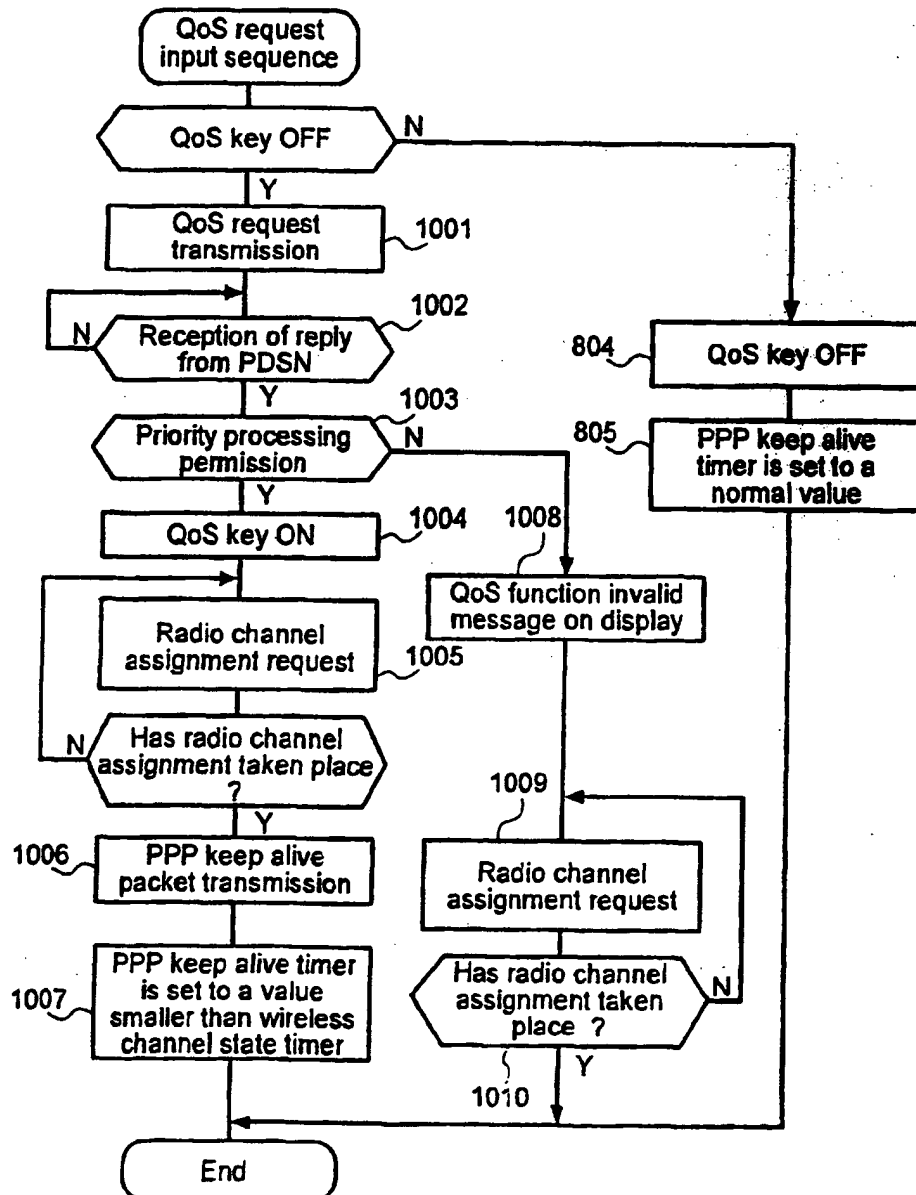 QoS request
input sequence
QoS key OFF
N
Y
QoS request
transmission
1001
1002
N
Reception of reply
from PDSN
Y
1003
Priority processing
permission
N
Y
QoS key ON
1004
Radio channel
assignment request
1005
N
Has radio channel
assignment taken place
?
Y
1006
PPP keep alive
packet transmission
1007
PPP keep alive timer
is set to a value
smaller than wireless
channel state timer
End
1008
QoS function invalid
message on display
1009
Radio channel
assignment request
Has radio channel
assignment taken
place ?
N
1010
Y
804
QoS key OFF
805
PPP keep alive
timer is set to a
normal value